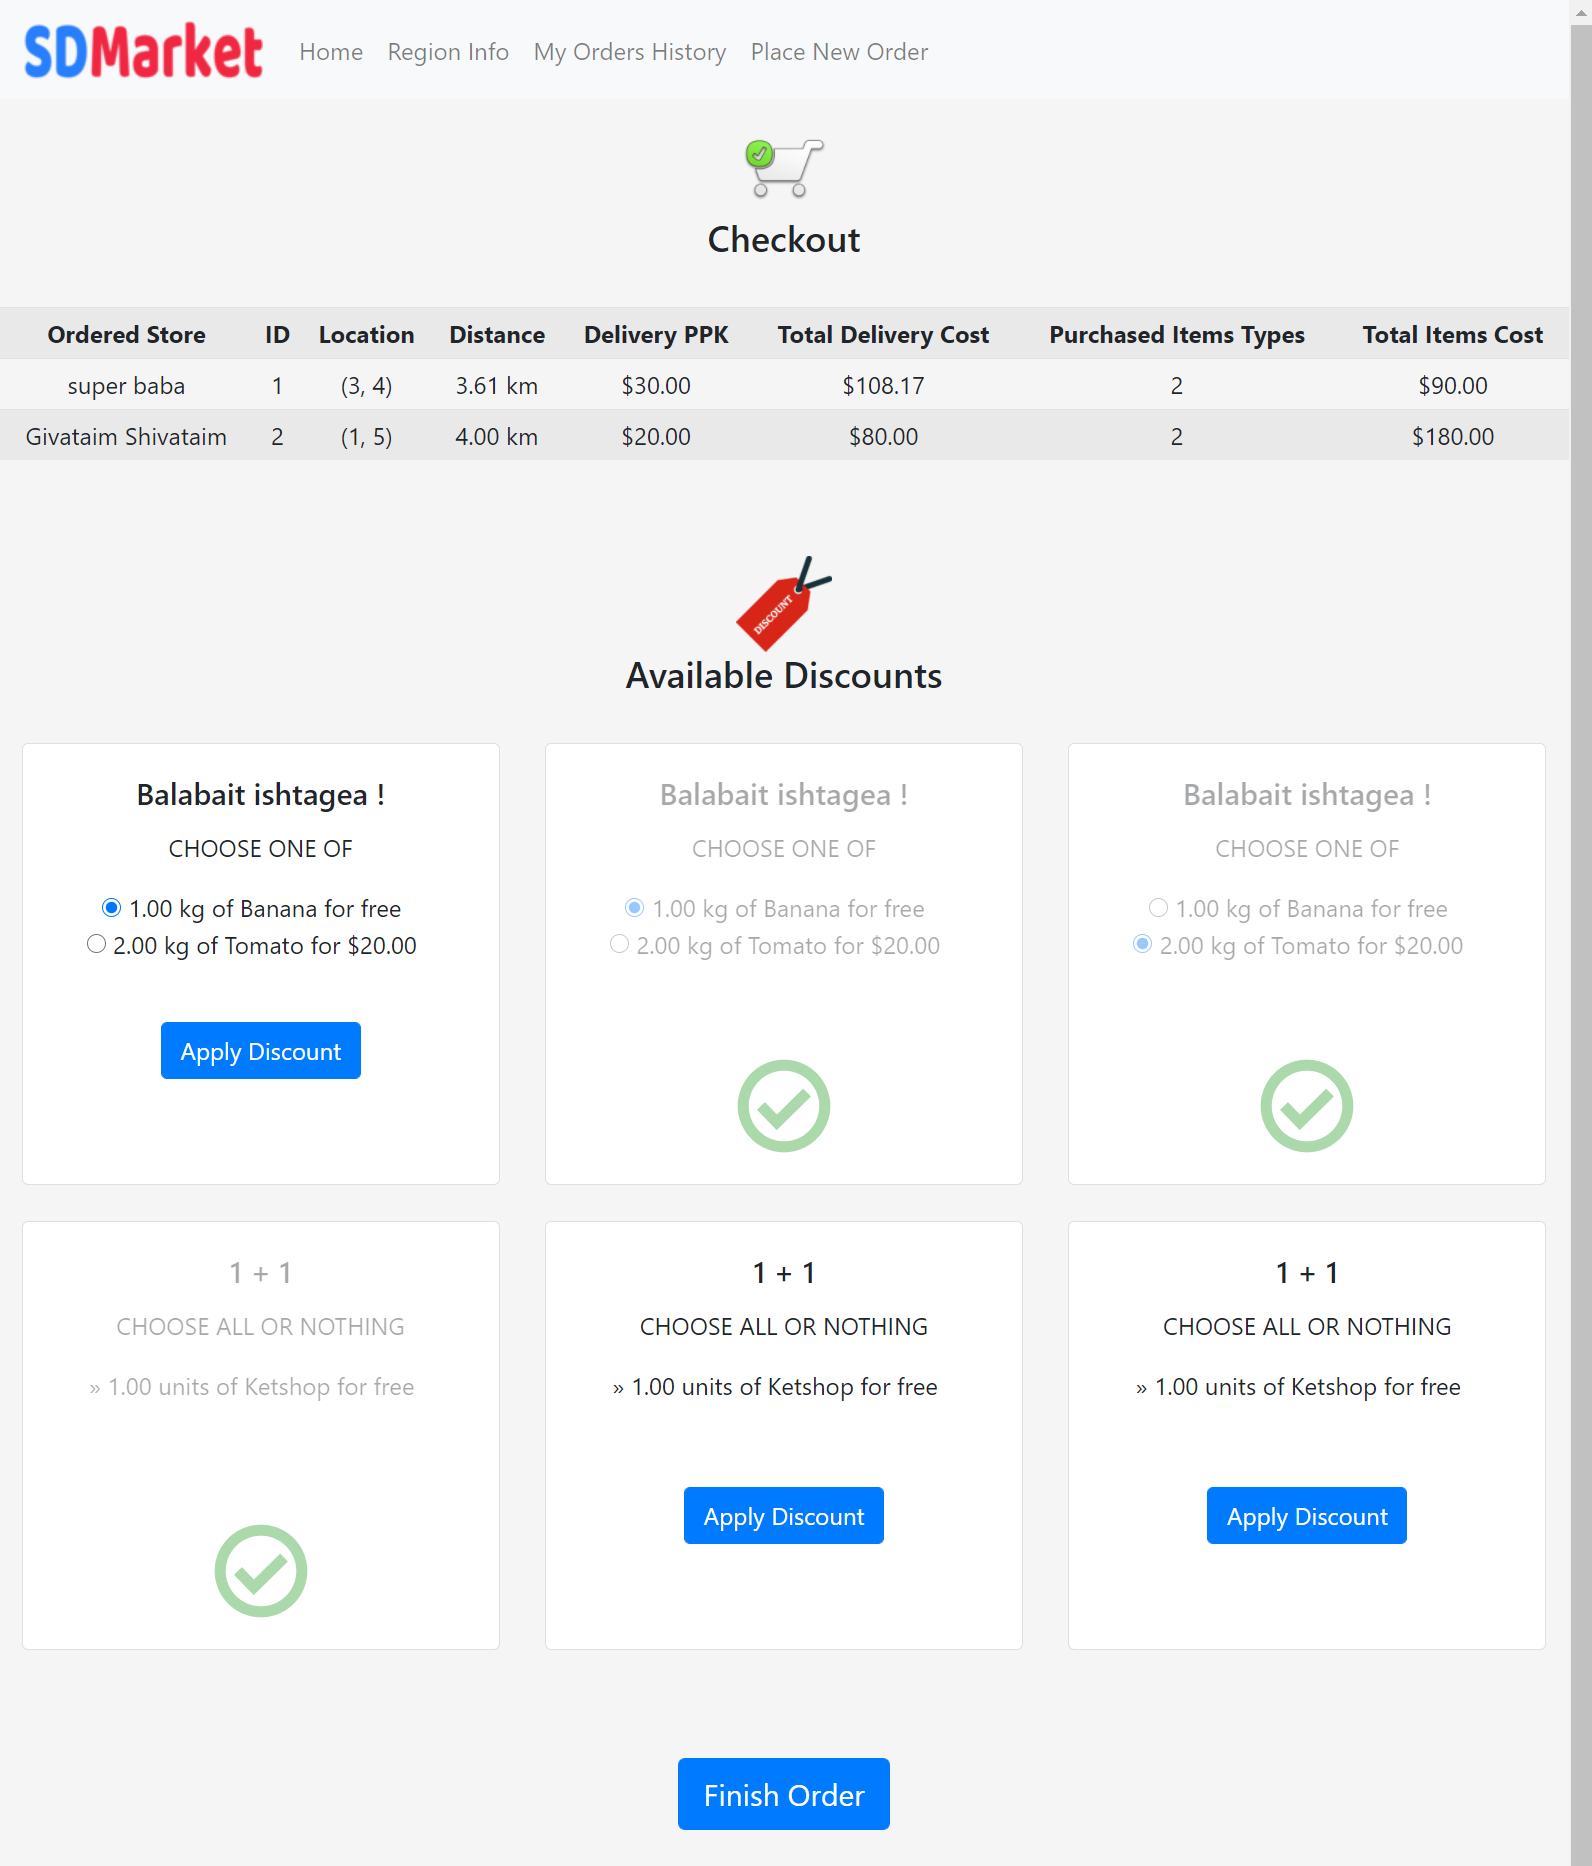 SDMarket Home Region Info My Orders History Place New Order
Checkout
Ordered Store ID Location Distance Delivery PPK Total Delivery Cost Purchased Items Types Total Items Cost
super baba 1 (3, 4) 3.61 km $30.00 $108.17 2 $90.00
Givataim Shivataim 2 (1, 5) 4.00 km $20.00 $80.00 2 $180.00
DISCOUNT
Available Discounts
Balabait ishtagea !
CHOOSE ONE OF
1.00 kg of Banana for free
2.00 kg of Tomato for $20.00
Apply Discount
Balabait ishtagea !
CHOOSE ONE OF
1.00 kg of Banana for free
2.00 kg of Tomato for $20.00
Balabait ishtagea !
CHOOSE ONE OF
1.00 kg of Banana for free
2.00 kg of Tomato for $20.00
1 + 1
CHOOSE ALL OR NOTHING
» 1.00 units of Ketshop for free
1 + 1
CHOOSE ALL OR NOTHING
» 1.00 units of Ketshop for free
Apply Discount
1 + 1
CHOOSE ALL OR NOTHING
» 1.00 units of Ketshop for free
Apply Discount
Finish Order